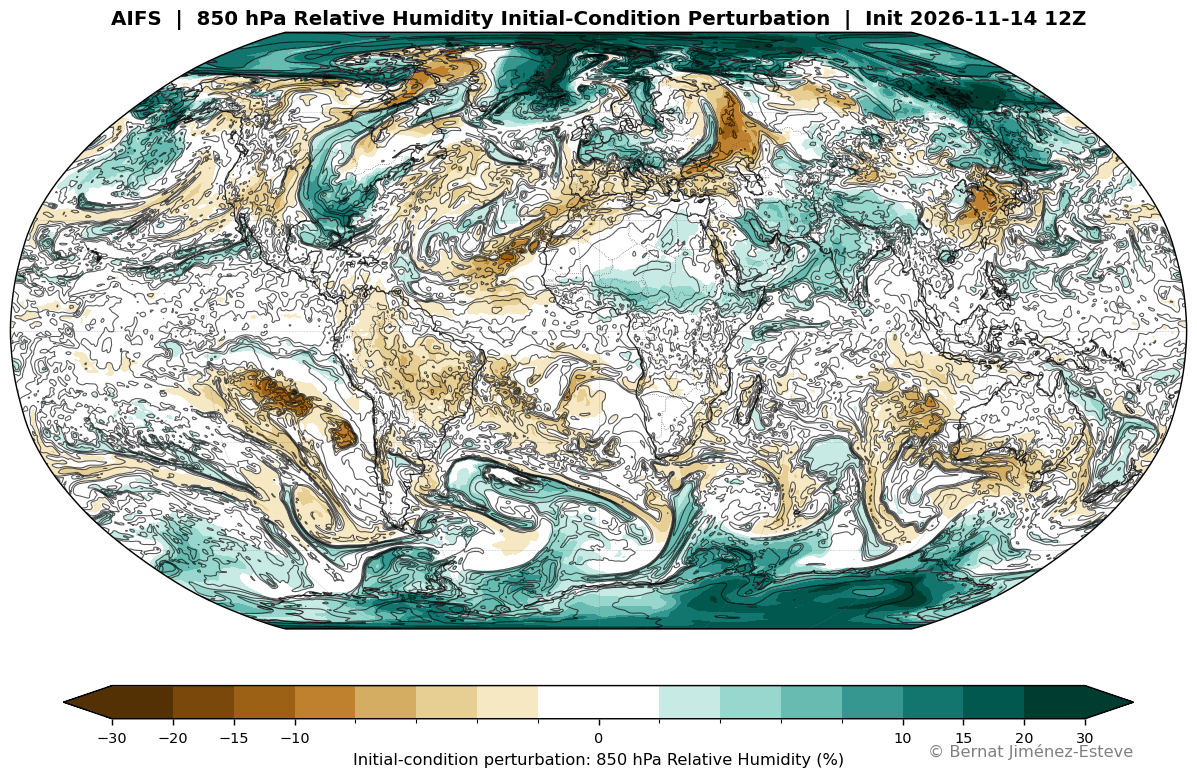 AIFS | 850 hPa Relative Humidity Initial-Condition Perturbation | Init 2026-11-14 12Z
−30 −20 −15 −10 0 10 15 20 30
Initial-condition perturbation: 850 hPa Relative Humidity (%)
© Bernat Jiménez-Esteve